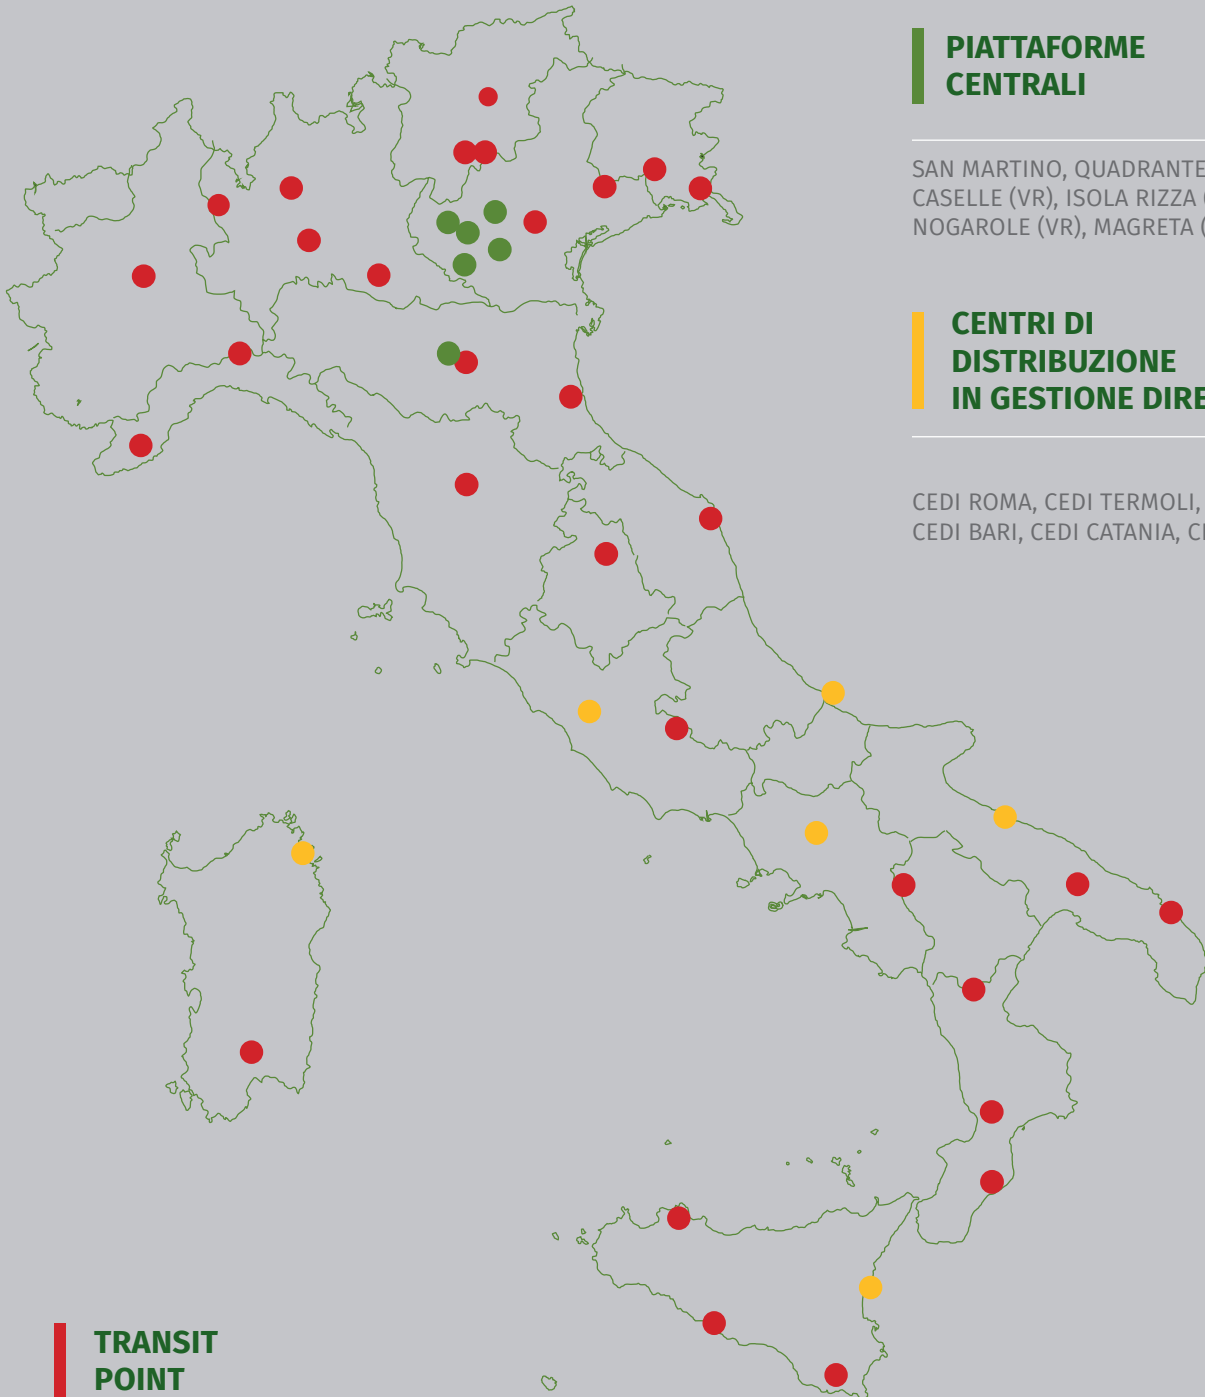 PIATTAFORME
CENTRALI
SAN MARTINO, QUADRANTE
CASELLE (VR), ISOLA RIZZA (
NOGAROLE (VR), MAGRETA (
CENTRI DI
DISTRIBUZIONE
IN GESTIONE DIRE
CEDI ROMA, CEDI TERMOLI,
CEDI BARI, CEDI CATANIA,
TRANSIT
POINT